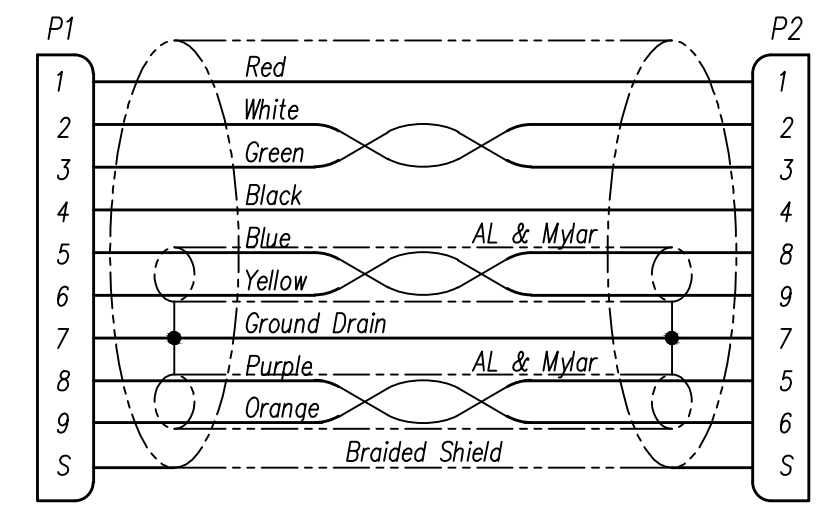 P1 P2
1 Red 1
2 White 2
3 Green 3
4 Black 4
5 Blue AL & Mylar 8
6 Yellow 9
7 Ground Drain 7
8 Purple AL & Mylar 5
9 Orange 6
S Braided Shield S